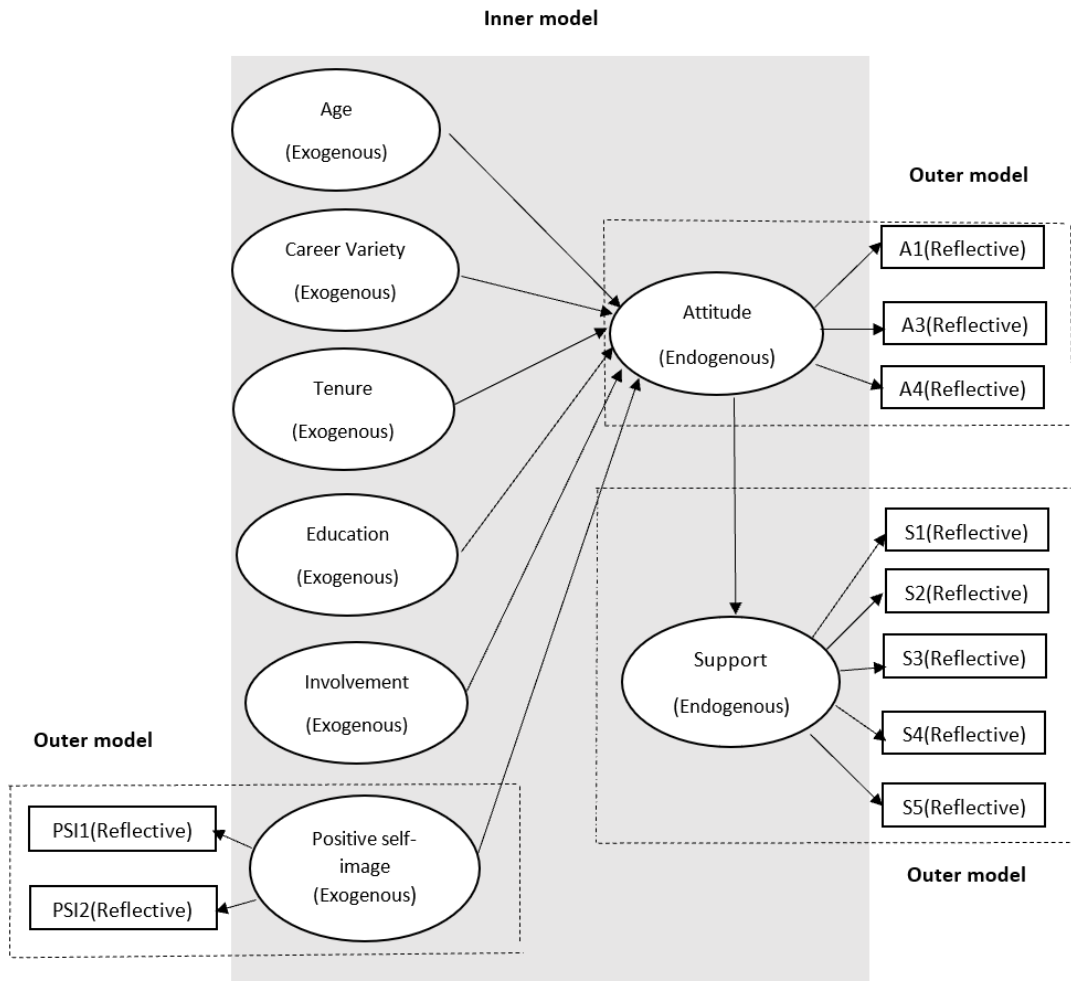 Inner model
Age
(Exogenous)
Career Variety
(Exogenous)
Tenure
(Exogenous)
Education
(Exogenous)
Involvement
(Exogenous)
Outer model
PSI1(Reflective)
PSI2(Reflective)
Positive self-
image
(Exogenous)
Outer model
Attitude
(Endogenous)
A1(Reflective)
A3(Reflective)
A4(Reflective)
Support
(Endogenous)
S1(Reflective)
S2(Reflective)
S3(Reflective)
S4(Reflective)
S5(Reflective)
Outer model